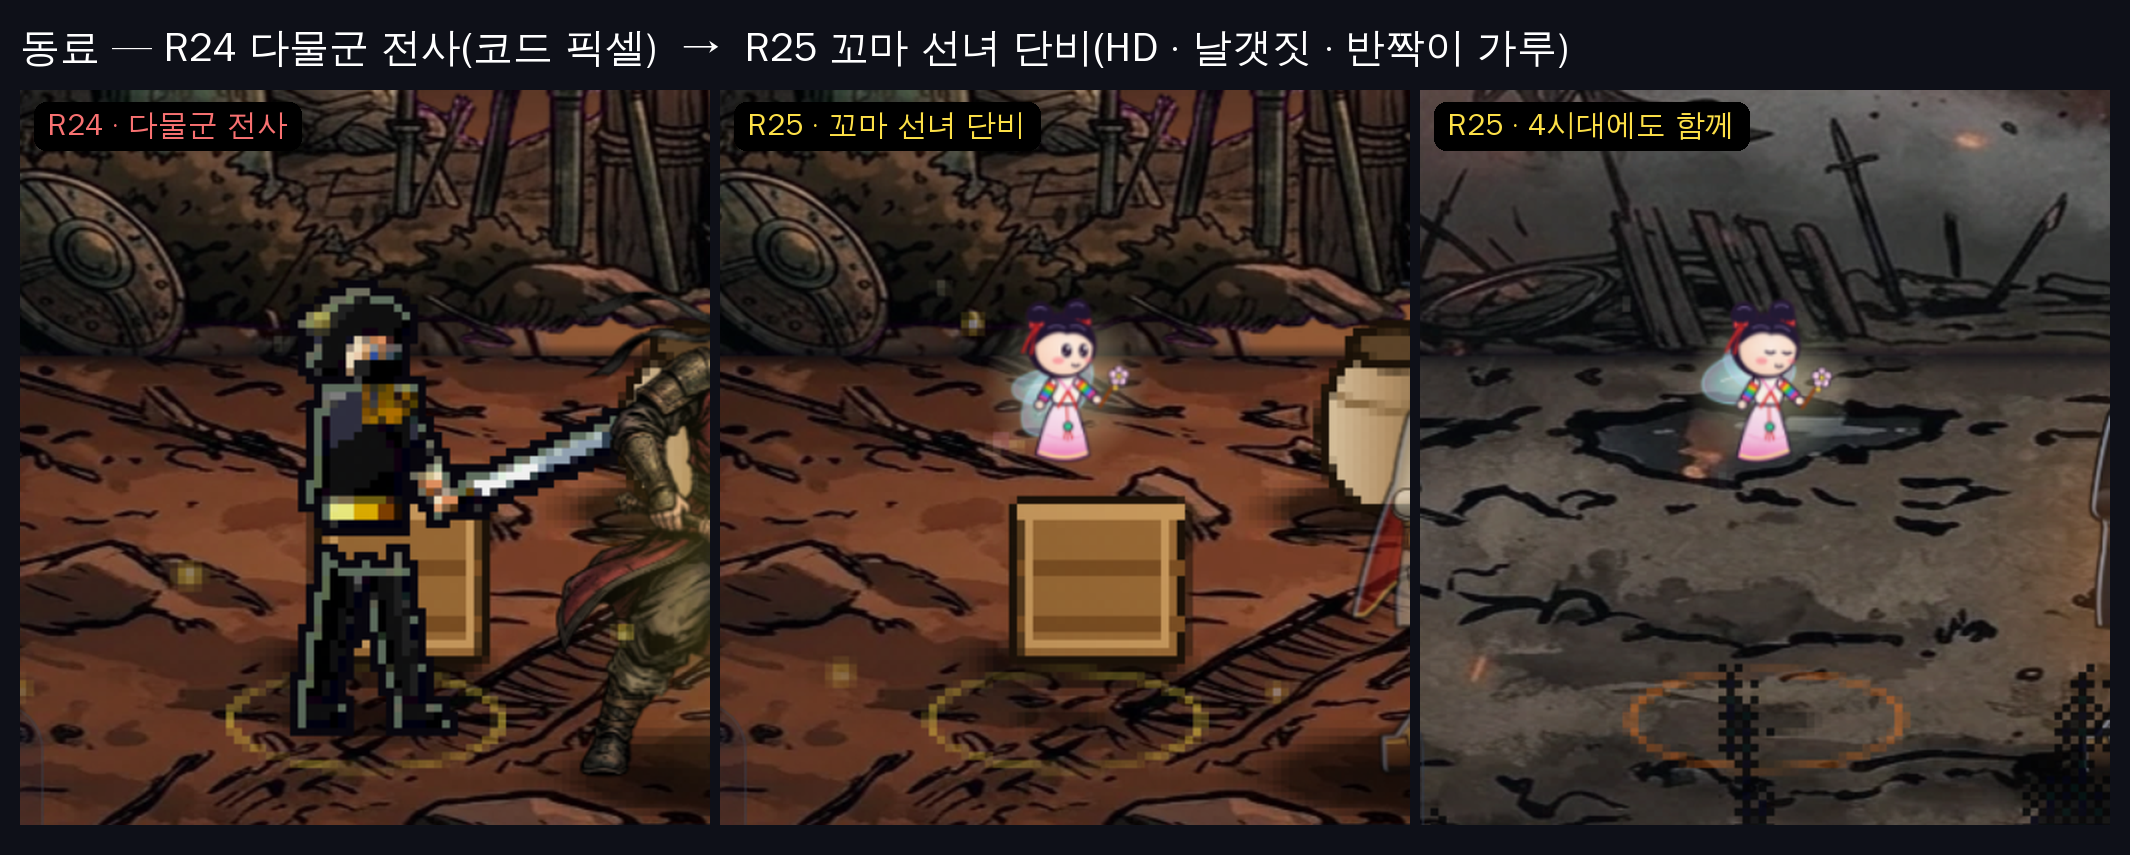 동료 — R24 다물군 전사(코드 픽셀) → R25 꼬마 선녀 단비(HD · 날갯짓 · 반짝이 가루)
R24 · 다물군 전사
R25 · 꼬마 선녀 단비
R25 · 4시대에도 함께